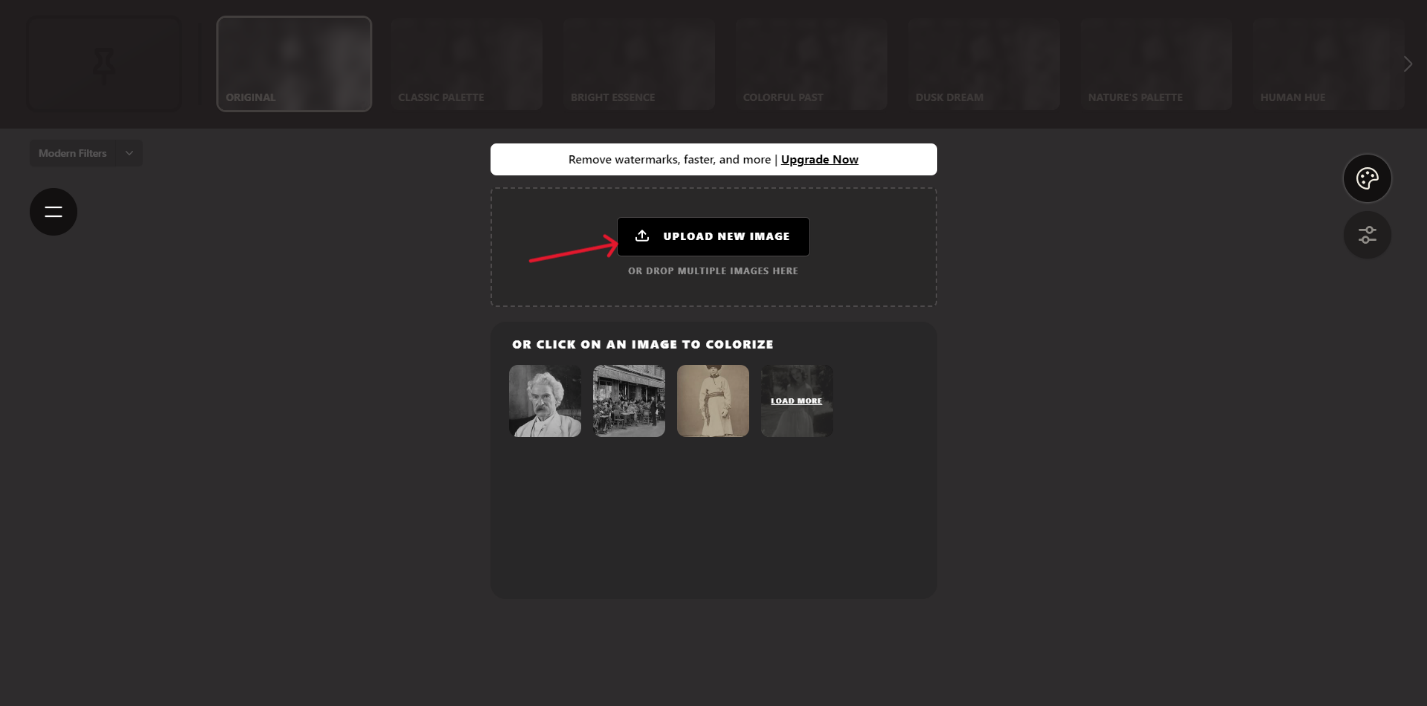 ORIGINAL
CLASSIC PALETTE
BRIGHT ESSENCE
COLORFUL PAST
DUSK DREAM
NATURE'S PALETTE
HUMAN HUE
Modern Filters
Remove watermarks, faster, and more | Upgrade Now
UPLOAD NEW IMAGE
OR DROP MULTIPLE IMAGES HERE
OR CLICK ON AN IMAGE TO COLORIZE
LOAD MORE